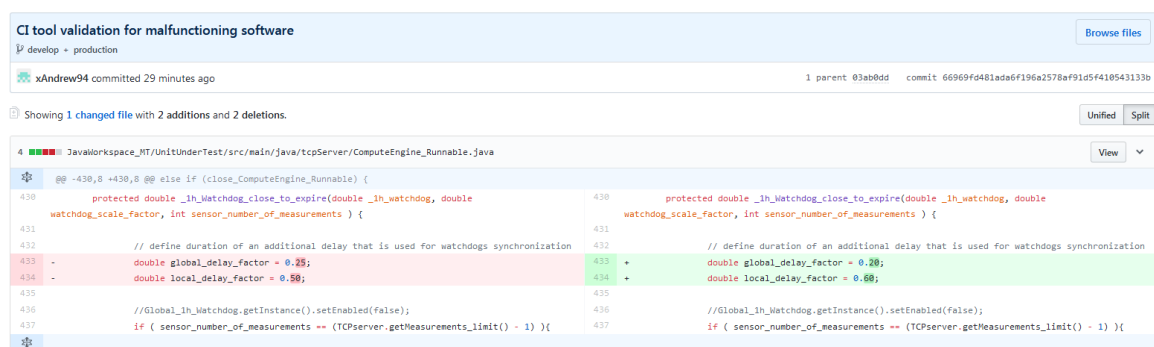 CI tool validation for malfunctioning software
Browse files
develop + production
xAndrew94 committed 29 minutes ago
1 parent 03ab0dd commit 66969fd481ada6f196a2578af91d5f410543133b
Showing 1 changed file with 2 additions and 2 deletions.
Unified Split
4 JavaWorkspace_MT/UnitUnderTest/src/main/java/tcpServer/ComputeEngine_Runnable.java
View
@@ -430,8 +430,8 @@ else if (close_ComputeEngine_Runnable) {
430 protected double _1h_Watchdog_close_to_expire(double _1h_watchdog, double
watchdog_scale_factor, int sensor_number_of_measurements ) {
431
432 // define duration of an additional delay that is used for watchdogs synchronization
433 - double global_delay_factor = 0.25;
434 - double local_delay_factor = 0.50;
435
436 //Global_1h_Watchdog.getInstance().setEnabled(false);
437 if ( sensor_number_of_measurements == (TCPserver.getMeasurements_limit() - 1) ){
430 protected double _1h_Watchdog_close_to_expire(double _1h_watchdog, double
watchdog_scale_factor, int sensor_number_of_measurements ) {
431
432 // define duration of an additional delay that is used for watchdogs synchronization
433 + double global_delay_factor = 0.20;
434 + double local_delay_factor = 0.60;
435
436 //Global_1h_Watchdog.getInstance().setEnabled(false);
437 if ( sensor_number_of_measurements == (TCPserver.getMeasurements_limit() - 1) ){